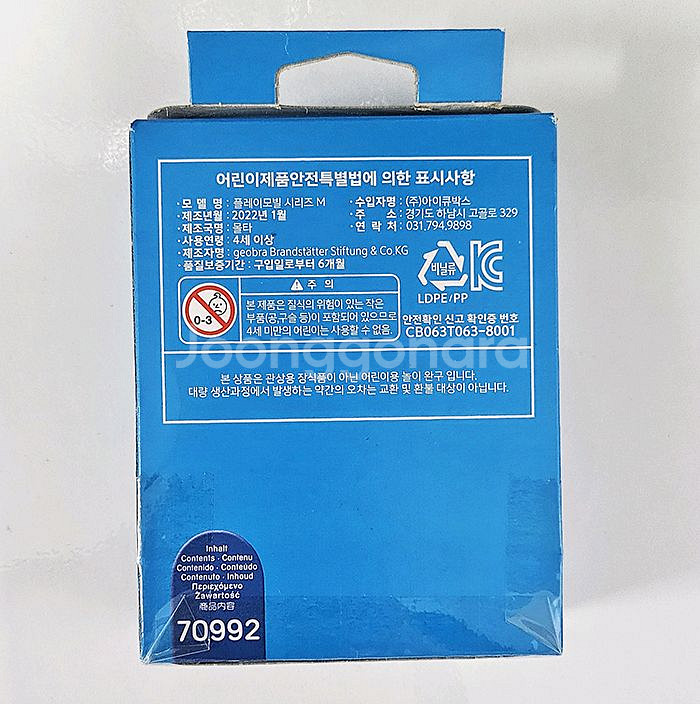 어린이제품안전특별법에 의한 표시사항
· 모 델 명 : 플레이모빌 시리즈 M
· 제조년월 : 2022년 1월
· 제조국명 : 몰타
· 사용연령 : 4세 이상
· 제조자명 : geobra Brandstätter Stiftung & Co.KG
· 품질보증기간 : 구입일로부터 6개월
· 수입자명 : (주)아이큐박스
· 주 소 : 경기도 하남시 고골로 329
· 연 락 처 : 031.794.9898
비닐류
LDPE/PP
KC
0-3
주 의
본 제품은 질식의 위험이 있는 작은
부품(공,구슬 등)이 포함되어 있으므로
4세 미만의 어린이는 사용할 수 없음.
안전확인 신고 확인증 번호
CB063T063-8001
Joonggonara
본 상품은 관상용 장식품이 아닌 어린이용 놀이 완구 입니다.
대량 생산과정에서 발생하는 약간의 오차는 교환 및 환불 대상이 아닙니다.
Inhalt
Contents · Contenu
Contenido · Conteúdo
Contenuto · Inhoud
Περιεχόμενο
Zawartość
商品内容
70992